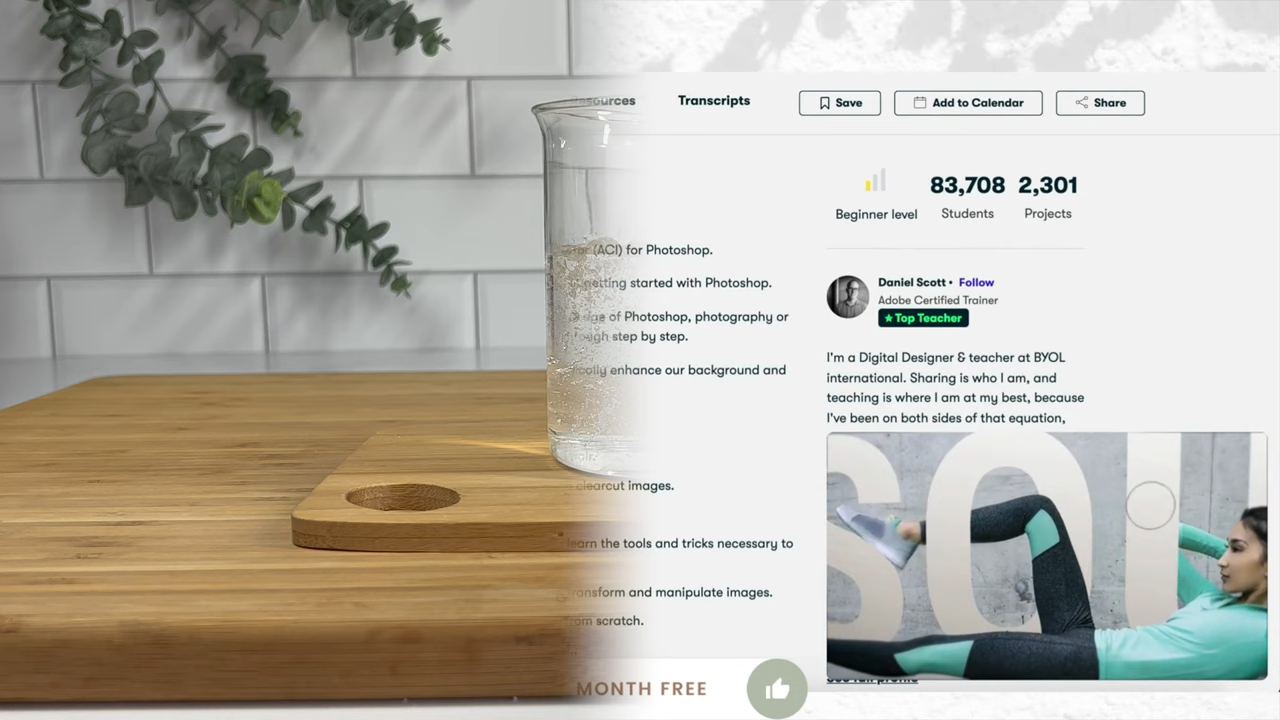 Resources Transcripts Save Add to Calendar Share
83,708 2,301
Beginner level Students Projects
(ACI) for Photoshop.
getting started with Photoshop.
of Photoshop, photography or
through step by step.
enhance our background and
clearcut images.
learn the tools and tricks necessary to
transform and manipulate images.
from scratch.
Daniel Scott • Follow
Adobe Certified Trainer
★ Top Teacher
I'm a Digital Designer & teacher at BYOL
international. Sharing is who I am, and
teaching is where I am at my best, because
I've been on both sides of that equation,
SOU
MONTH FREE